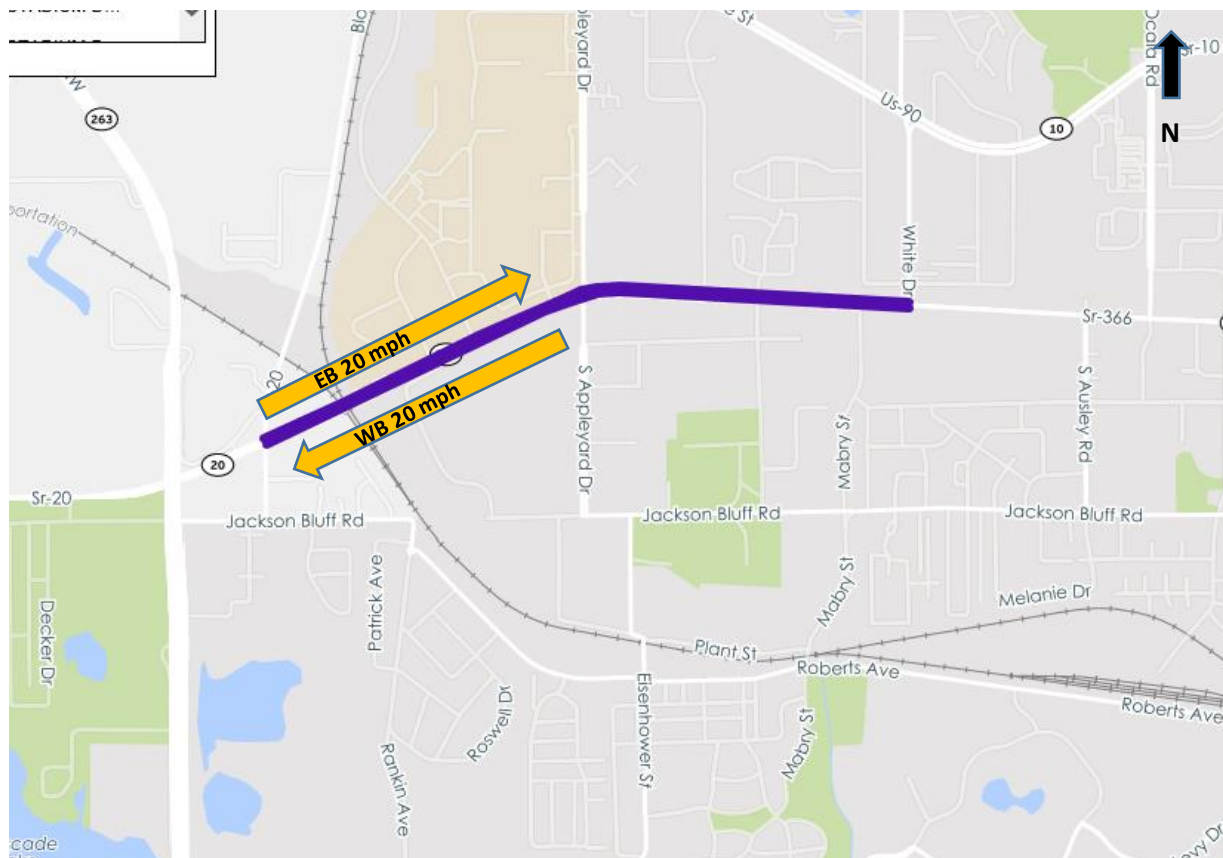 Sr-10
Ocala Rd
N
263
10
Us-90
White Dr
Sr-366
EB 20 mph
WB 20 mph
20
20
Sr-20
S Appleyard Dr
Mabry St
S Ausley Rd
Jackson Bluff Rd
Jackson Bluff Rd
Jackson Bluff Rd
Patrick Ave
Decker Dr
Melanie Dr
Mabry St
Plant St
Roberts Ave
Roberts Ave
Eisenhower St
Roswell Dr
Rankin Ave
Mabry St